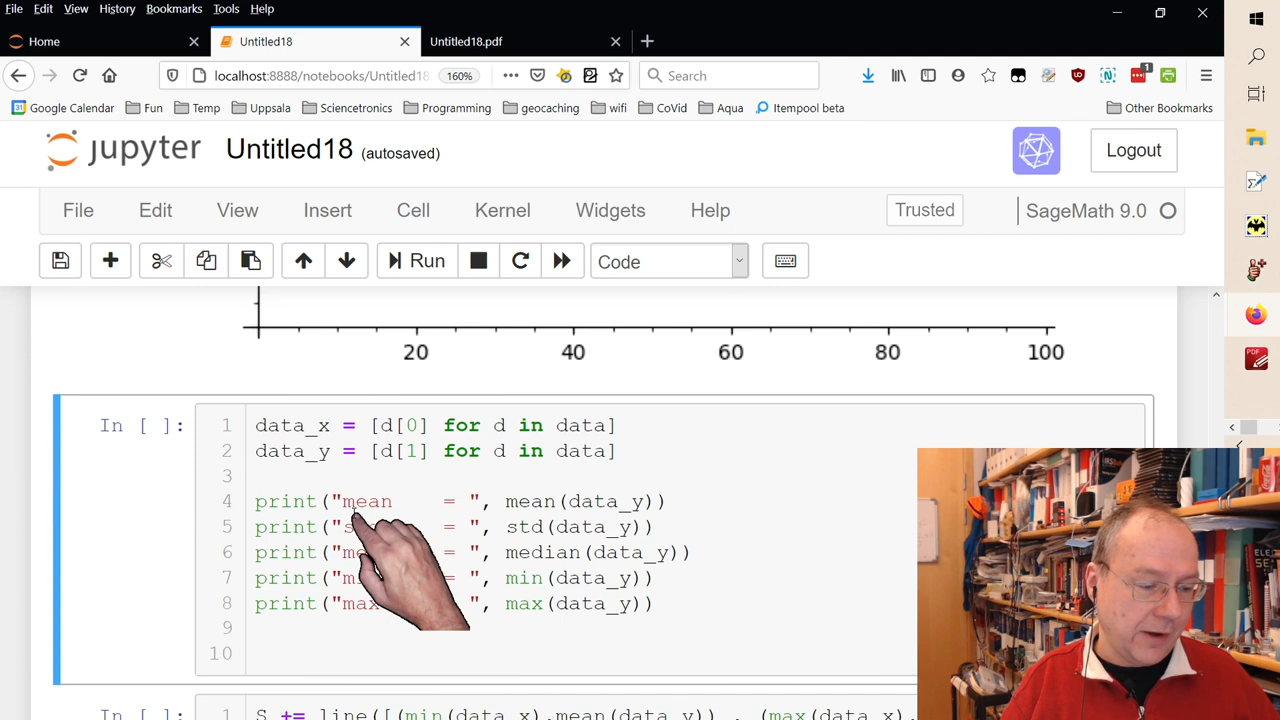 File Edit View History Bookmarks Tools Help
Home Untitled18 Untitled18.pdf
localhost:8888/notebooks/Untitled18 160% Search 1
31 Google Calendar Fun Temp Uppsala Sciencetronics Programming geocaching wifi CoVid Aqua Itempool beta Other Bookmarks
jupyter Untitled18 (autosaved) Logout
File Edit View Insert Cell Kernel Widgets Help Trusted SageMath 9.0
Run Code
20 40 60 80 100
In [ ]: 1 data_x = [d[0] for d in data]
2 data_y = [d[1] for d in data]
3
4 print("mean = ", mean(data_y))
5 print("s = ", std(data_y))
6 print("me = ", median(data_y))
7 print("mi = ", min(data_y))
8 print("max = ", max(data_y))
9
10
In [ ]: 1 S += line([(min(data_x),mean(data_y)) , (max(data_x),
PDF